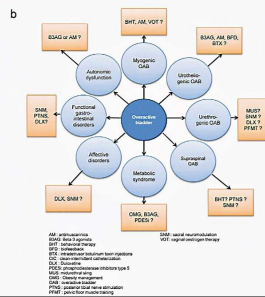 b
BHT, AM, VOT ?
B3AG or AM ?
B3AG, AM, BFD,
BTX ?
Myogenic
OAB
Autonomic
dysfunction
Urothelio-
genic OAB
SNM,
PTNS,
DLX?
Functional
gastro-
intestinal
disorders
Overactive
bladder
Urethro-
genic OAB
MUS?
SNM ?
DLX ?
PFMT ?
Affective
disorders
Supraspinal
OAB
Metabolic
syndrome
DLX, SNM ?
OMG, B3AG,
PDE5i ?
BHT? PTNS ?
SNM ?
AM : antimuscarinics
B3AG: Beta 3 agonists
BHT : behavioral therapy
BFD : biofeedback
BTX : intradetrusor botulinum toxin injections
CIC : clean intermittent catheterization
DLX : Duloxetine
PDE5i : phosphodiesterase inhibitors type 5
MUS : midurethral sling
OMG : Obesity management
OAB : overactive bladder
PTNS : posterior tibial nerve stimulation
PFMT : pelvic floor muscle training
SNM : sacral neuromodulation
VOT : vaginal oestrogen therapy